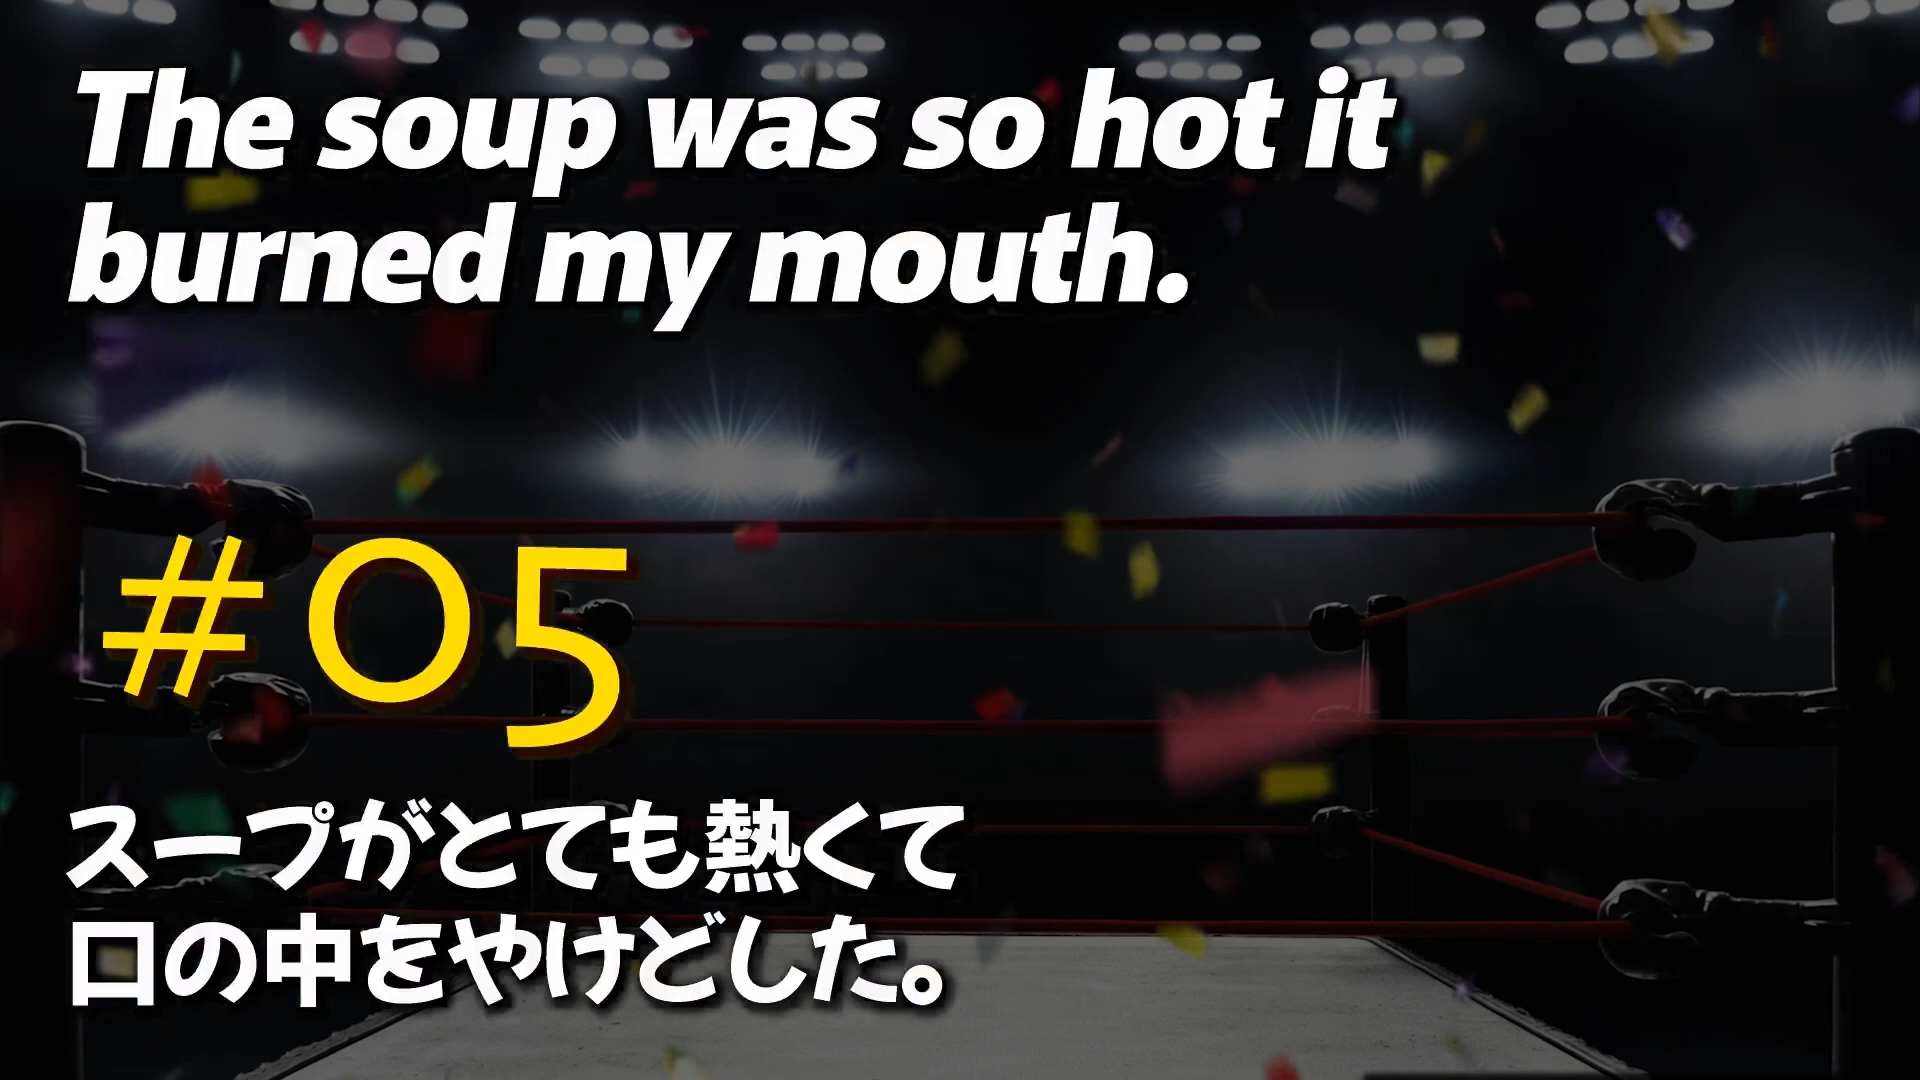 The soup was so hot it
burned my mouth.
#05
スープがとても熱くて
口の中をやけどした。